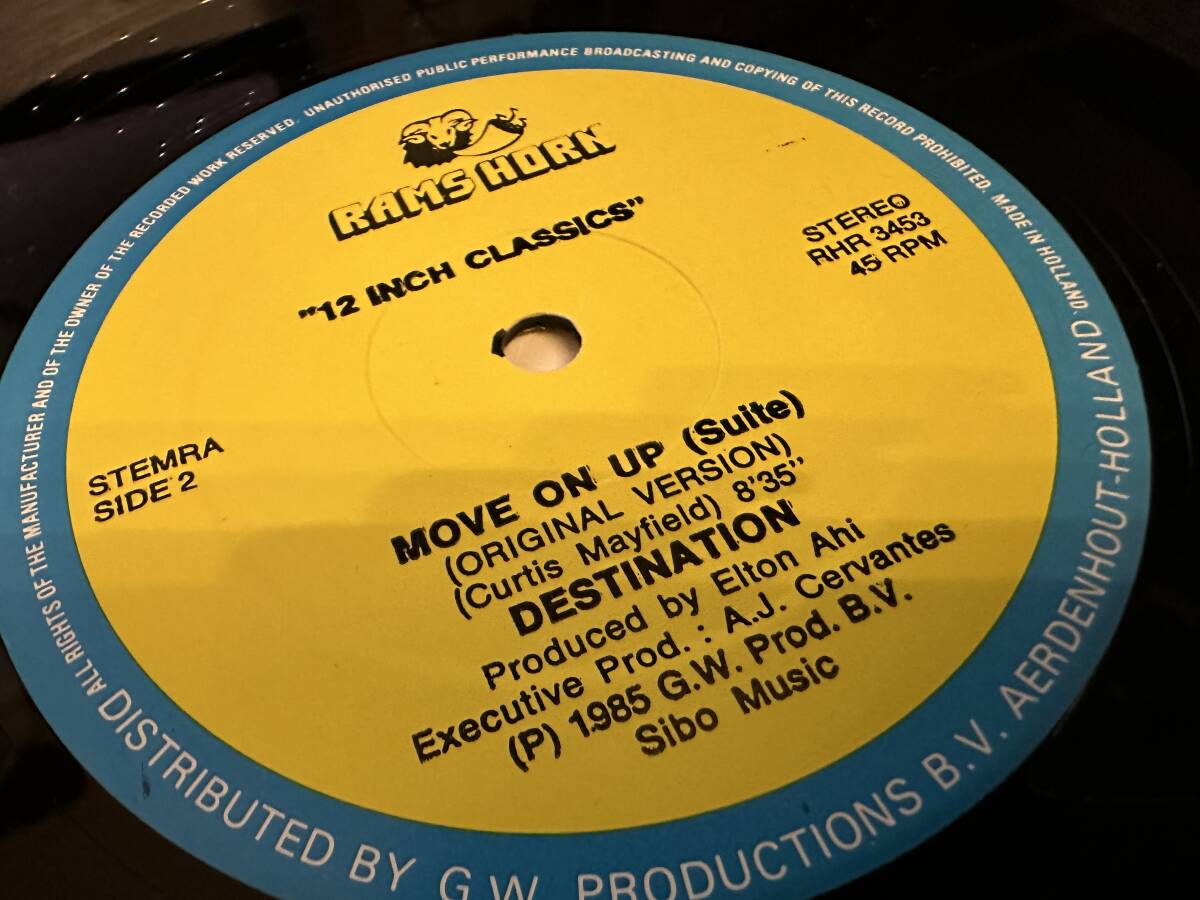 ALL RIGHTS OF THE MANUFACTURER AND OF THE OWNER OF THE RECORDED WORK RESERVED. UNAUTHORISED PUBLIC PERFORMANCE BROADCASTING AND COPYING OF THIS RECORD PROHIBITED. MADE IN HOLLAND.
RAMS HORN
"12 INCH CLASSICS"
STEREO
RHR 3453
45 RPM
STEMRA
SIDE 2
MOVE ON UP (Suite)
(ORIGINAL VERSION)
(Curtis Mayfield) 8'35"
DESTINATION
Produced by Elton Ahi
Executive Prod. : A.J. Cervantes
(P) 1985 G.W. Prod. B.V.
Sibo Music
DISTRIBUTED BY G.W. PRODUCTIONS B.V. AERDENHOUT-HOLLAND